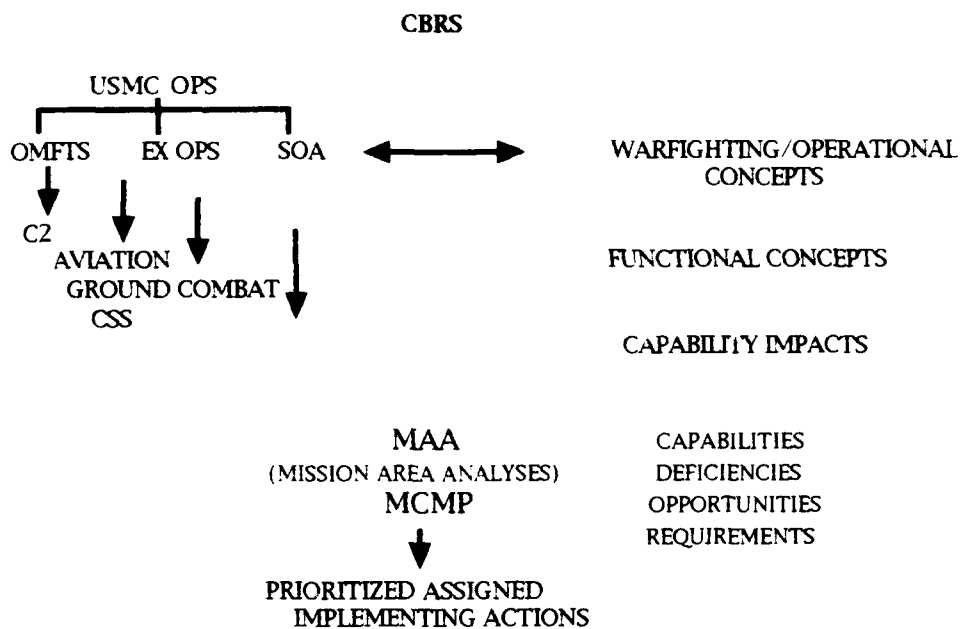 CBRS
USMC OPS
OMFTS EX OPS SOA
WARFIGHTING/OPERATIONAL
CONCEPTS
C2
AVIATION
GROUND COMBAT
CSS
FUNCTIONAL CONCEPTS
CAPABILITY IMPACTS
MAA
(MISSION AREA ANALYSES)
MCMP
CAPABILITIES
DEFICIENCIES
OPPORTUNITIES
REQUIREMENTS
PRIORITIZED ASSIGNED
IMPLEMENTING ACTIONS